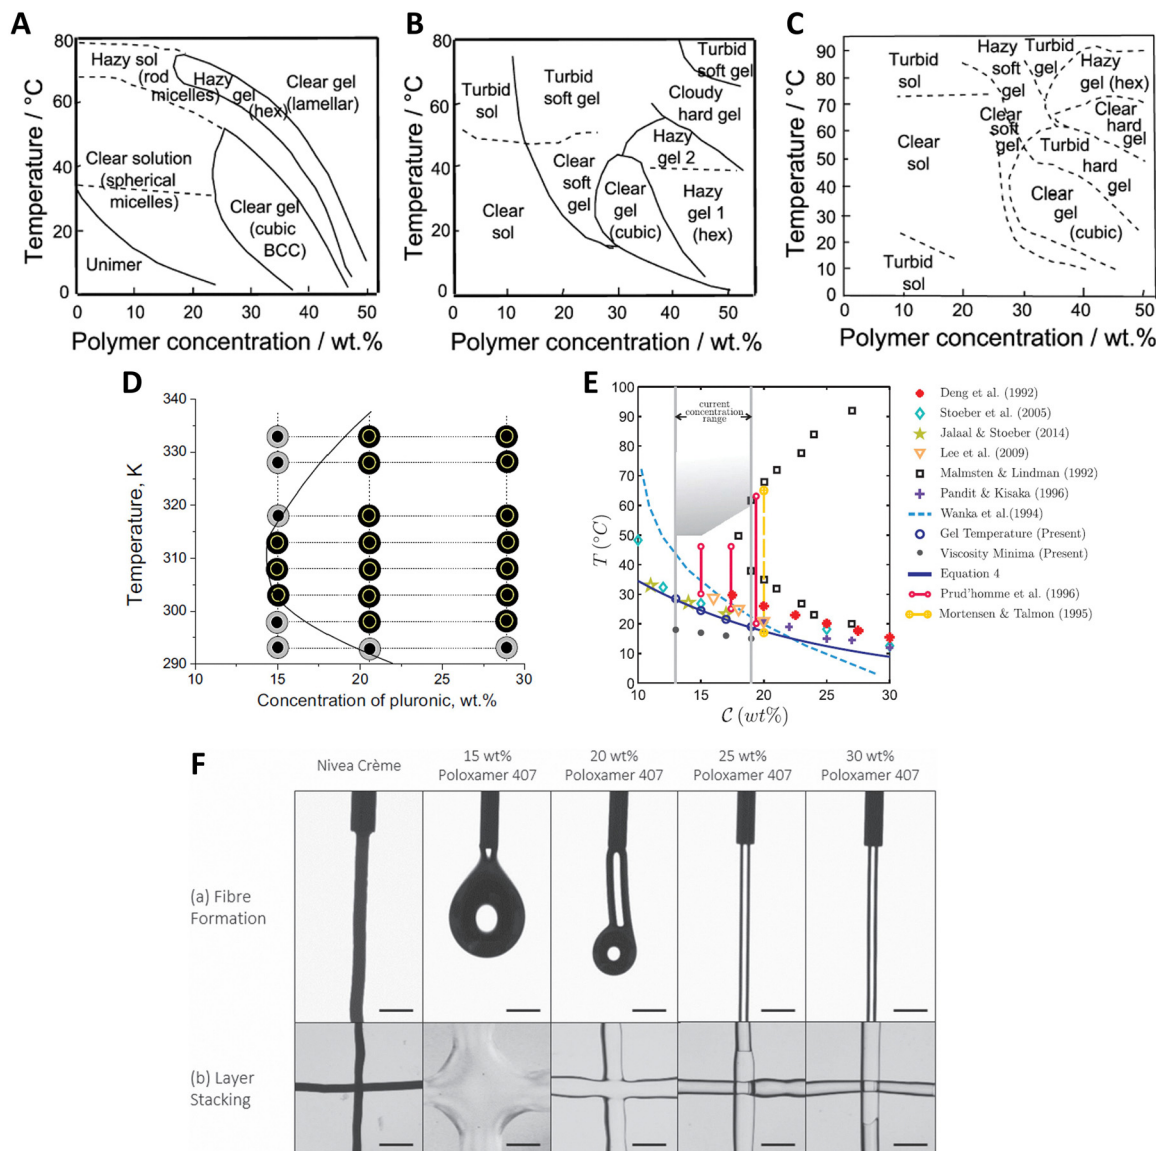 A
Temperature / °C
80
60
40
20
0
Hazy sol
(rod
micelles)
Hazy
gel
(hex)
Clear gel
(lamellar)
Clear solution
(spherical
micelles)
Clear gel
(cubic
BCC)
Unimer
0 10 20 30 40 50
Polymer concentration / wt.%
B
Temperature / °C
80
60
40
20
0
Turbid
sol
Turbid
soft gel
Turbid
soft gel
Cloudy
hard gel
Hazy
gel 2
Clear
soft
gel
Clear
gel
(cubic)
Hazy
gel 1
(hex)
Clear
sol
0 10 20 30 40 50
Polymer concentration / wt.%
C
Temperature / °C
90
80
70
60
50
40
30
20
10
0
Turbid
sol
Hazy
soft
gel
Turbid
gel
Hazy
gel (hex)
Clear
soft
gel
Clear
hard
gel
Turbid
hard
gel
Clear
sol
Clear
gel
(cubic)
Turbid
sol
0 10 20 30 40 50
Polymer concentration / wt.%
D
Temperature, K
340
330
320
310
300
290
10 15 20 25 30
Concentration of pluronic, wt.%
E
T (°C)
100
90
80
70
60
50
40
30
20
10
0
current
concentration
range
10 15 20 25 30
C (wt%)
Deng et al. (1992)
Stoeber et al. (2005)
Jalaal & Stoeber (2014)
Lee et al. (2009)
Malmsten & Lindman (1992)
Pandit & Kisaka (1996)
Wanka et al.(1994)
Gel Temperature (Present)
Viscosity Minima (Present)
Equation 4
Prud'homme et al. (1996)
Mortensen & Talmon (1995)
F
Nivea Crème
15 wt%
Poloxamer 407
20 wt%
Poloxamer 407
25 wt%
Poloxamer 407
30 wt%
Poloxamer 407
(a) Fibre
Formation
(b) Layer
Stacking